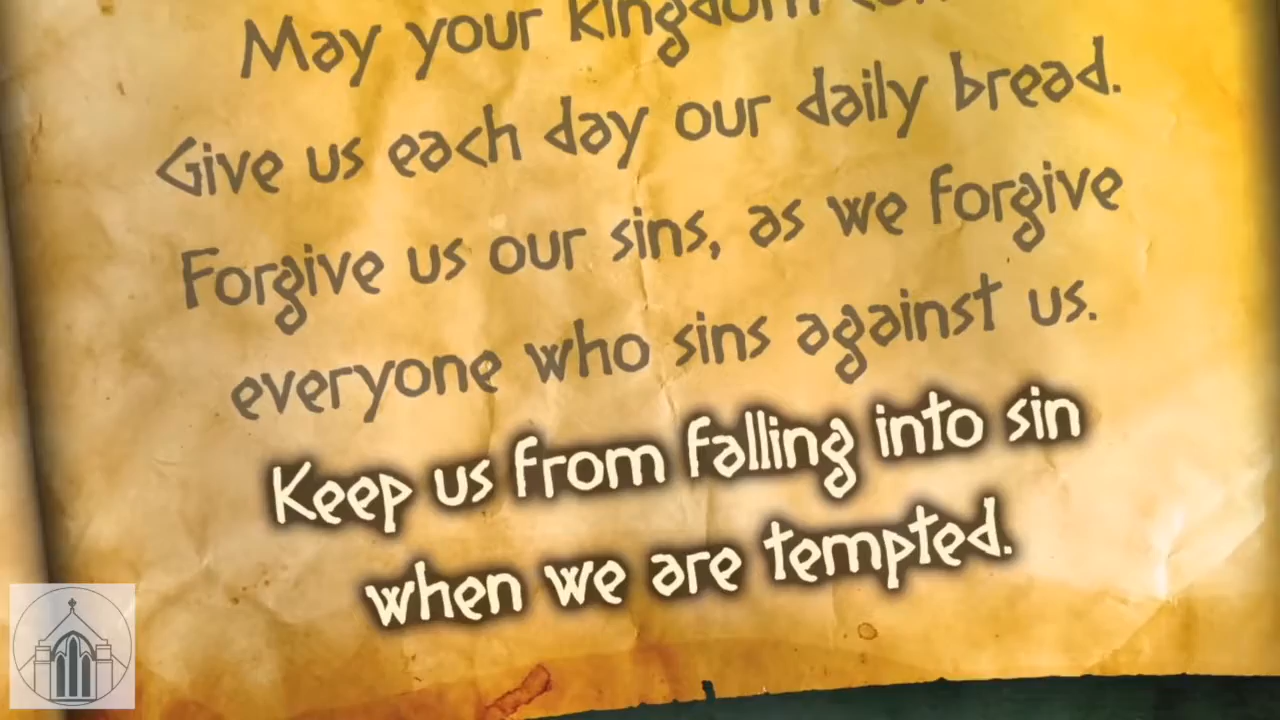 May your kingdom
Give us each day our daily bread.
Forgive us our sins, as we forgive
everyone who sins against us.
Keep us from falling into sin
when we are tempted.